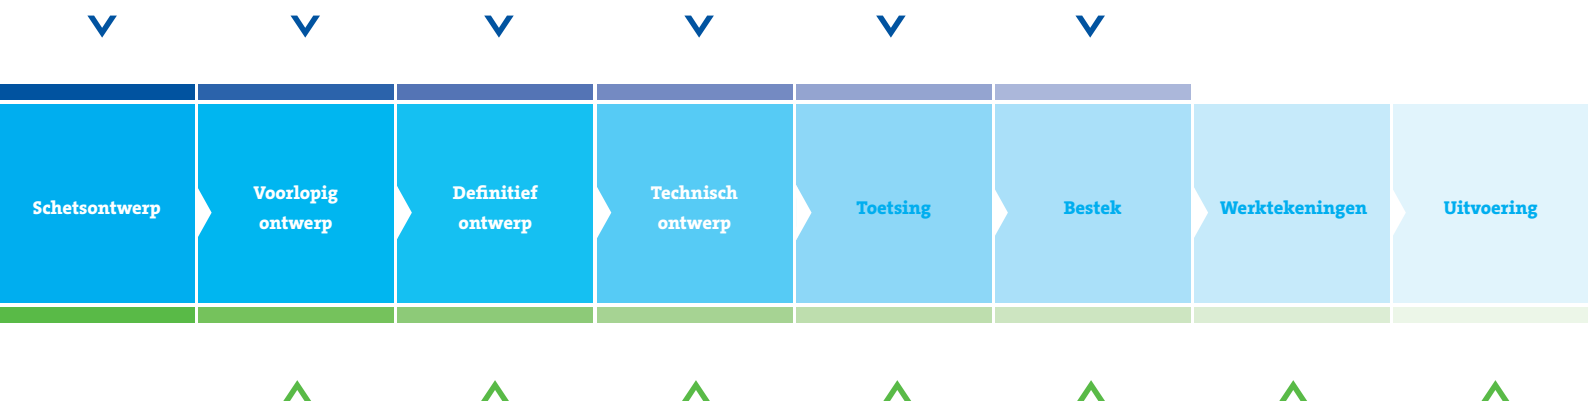 Schetsontwerp
Voorlopig
ontwerp
Definitief
ontwerp
Technisch
ontwerp
Toetsing
Bestek
Werktekeningen
Uitvoering